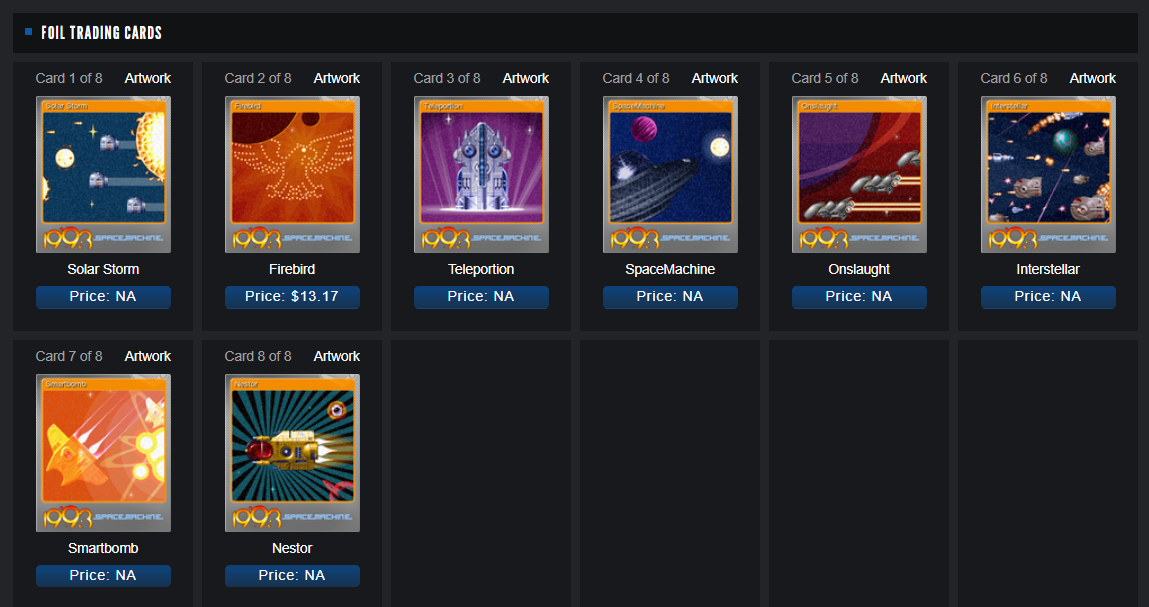 FOIL TRADING CARDS
Card 1 of 8 Artwork
Card 2 of 8 Artwork
Card 3 of 8 Artwork
Card 4 of 8 Artwork
Card 5 of 8 Artwork
Card 6 of 8 Artwork
Solar Storm
Firebird
Teleportion
SpaceMachine
Onslaught
Interstellar
1993 SPACEMACHINE.
1993 SPACEMACHINE.
1993 SPACEMACHINE.
1993 SPACEMACHINE.
1993 SPACEMACHINE.
1993 SPACEMACHINE.
Solar Storm
Firebird
Teleportion
SpaceMachine
Onslaught
Interstellar
Price: NA
Price: $13.17
Price: NA
Price: NA
Price: NA
Price: NA
Card 7 of 8 Artwork
Card 8 of 8 Artwork
Smartbomb
Nestor
1993 SPACEMACHINE.
1993 SPACEMACHINE.
Smartbomb
Nestor
Price: NA
Price: NA